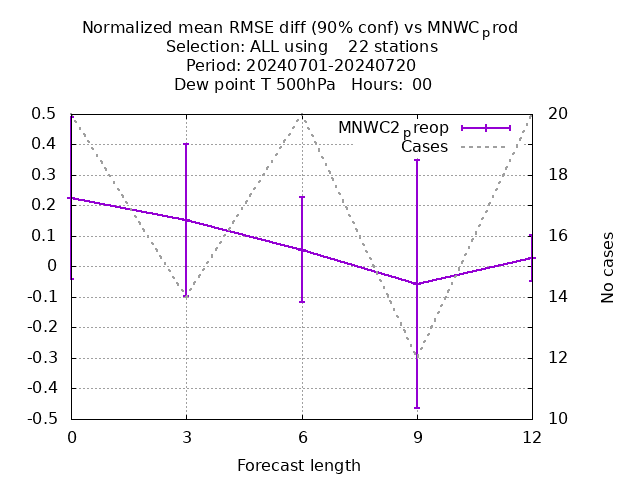 Normalized mean RMSE diff (90% conf) vs MNWCprod
Selection: ALL using 22 stations
Period: 20240701-20240720
Dew point T 500hPa Hours: 00
MNWC2preop
Cases
0.5
0.4
0.3
0.2
0.1
0
-0.1
-0.2
-0.3
-0.4
-0.5
20
18
16
14
12
10
No cases
0 3 6 9 12
Forecast length